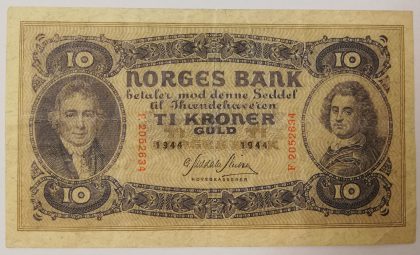 10 10
NORGES BANK
betaler mod denne Seddel
til Ihændehaveren
TI KRONER
GULD
1944 1944
F.2052634
F.2052634
HOVEDKASSERER
10 10